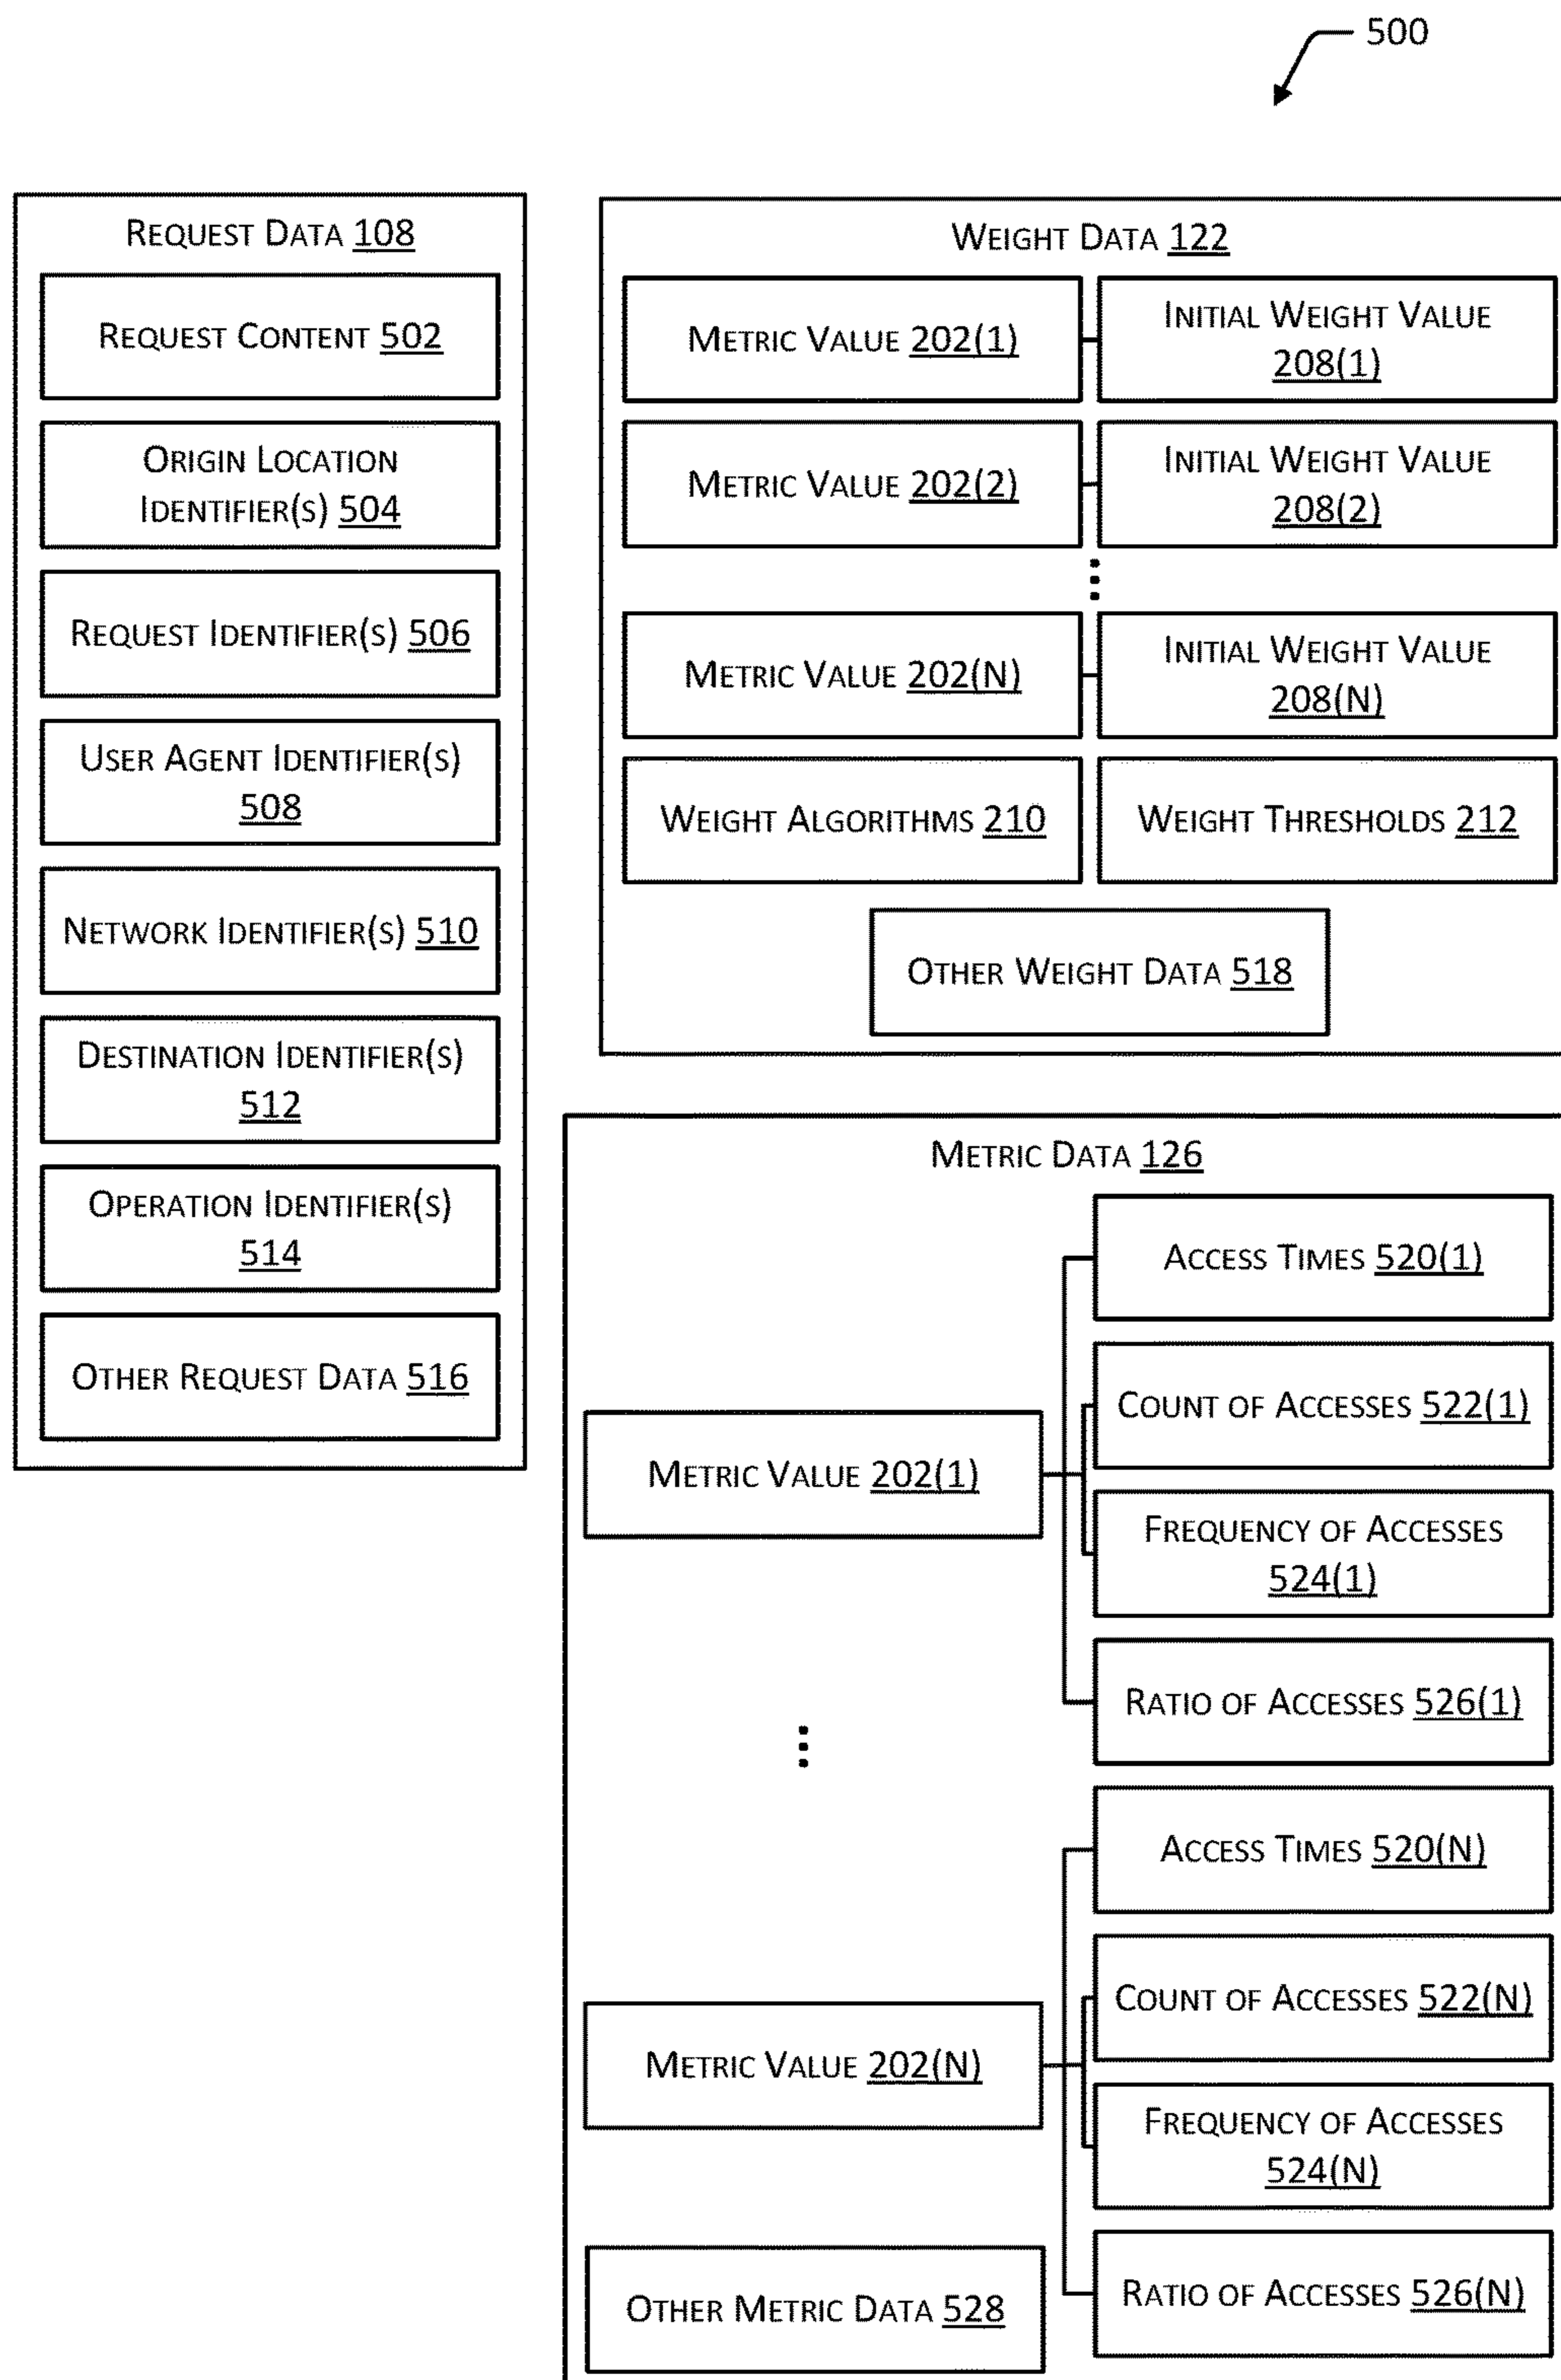 500
REQUEST DATA 108
REQUEST CONTENT 502
ORIGIN LOCATION
IDENTIFIER(S) 504
REQUEST IDENTIFIER(S) 506
USER AGENT IDENTIFIER(S)
508
NETWORK IDENTIFIER(S) 510
DESTINATION IDENTIFIER(S)
512
OPERATION IDENTIFIER(S)
514
OTHER REQUEST DATA 516
WEIGHT DATA 122
METRIC VALUE 202(1)
INITIAL WEIGHT VALUE
208(1)
METRIC VALUE 202(2)
INITIAL WEIGHT VALUE
208(2)
METRIC VALUE 202(N)
INITIAL WEIGHT VALUE
208(N)
WEIGHT ALGORITHMS 210
WEIGHT THRESHOLDS 212
OTHER WEIGHT DATA 518
METRIC DATA 126
METRIC VALUE 202(1)
ACCESS TIMES 520(1)
COUNT OF ACCESSES 522(1)
FREQUENCY OF ACCESSES
524(1)
RATIO OF ACCESSES 526(1)
METRIC VALUE 202(N)
ACCESS TIMES 520(N)
COUNT OF ACCESSES 522(N)
FREQUENCY OF ACCESSES
524(N)
RATIO OF ACCESSES 526(N)
OTHER METRIC DATA 528